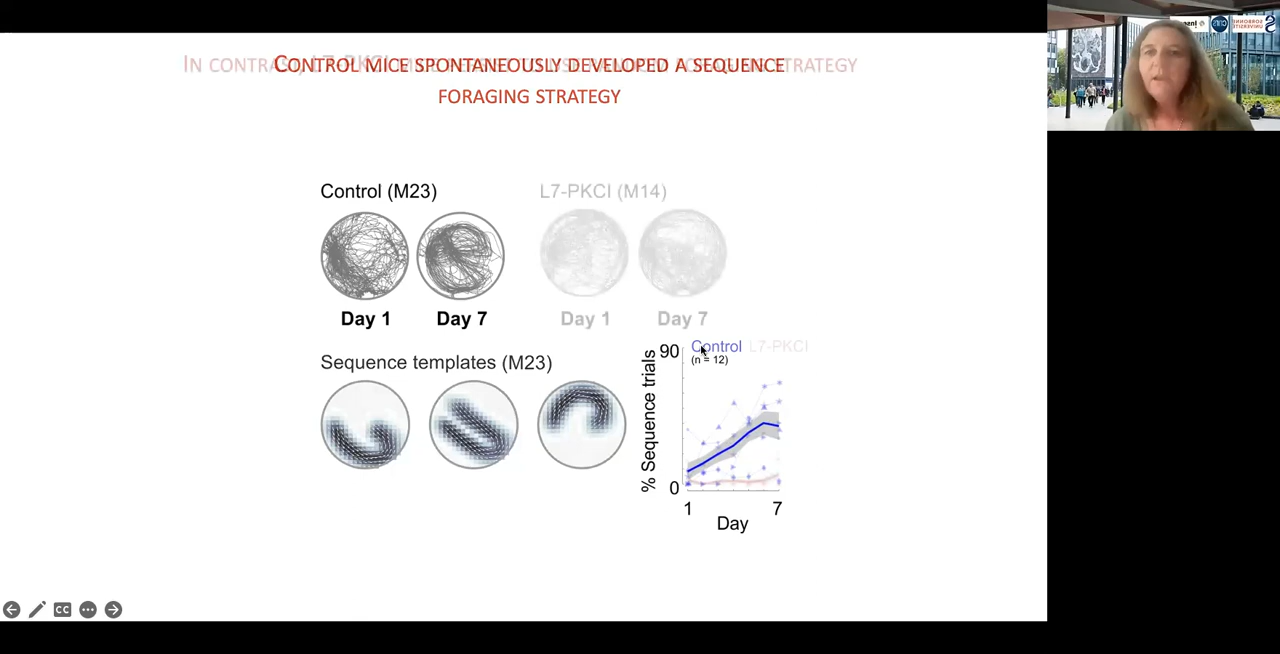 CONTROL MICE SPONTANEOUSLY DEVELOPED A SEQUENCE
FORAGING STRATEGY
Control (M23)
L7-PKCI (M14)
Day 1
Day 7
Day 1
Day 7
Sequence templates (M23)
Control L7-PKCI
(n = 12)
% Sequence trials
90
0
1
7
Day
CC